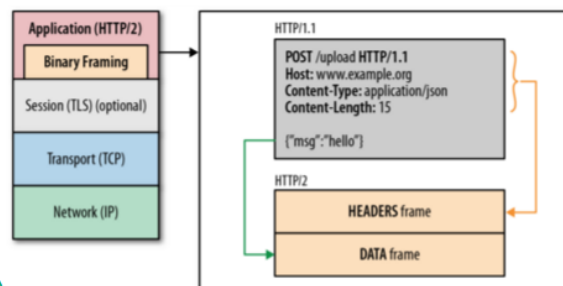 Application (HTTP/2)
Binary Framing
Session (TLS) (optional)
Transport (TCP)
Network (IP)
HTTP/1.1
POST /upload HTTP/1.1
Host: www.example.org
Content-Type: application/json
Content-Length: 15
{"msg":"hello"}
HTTP/2
HEADERS frame
DATA frame